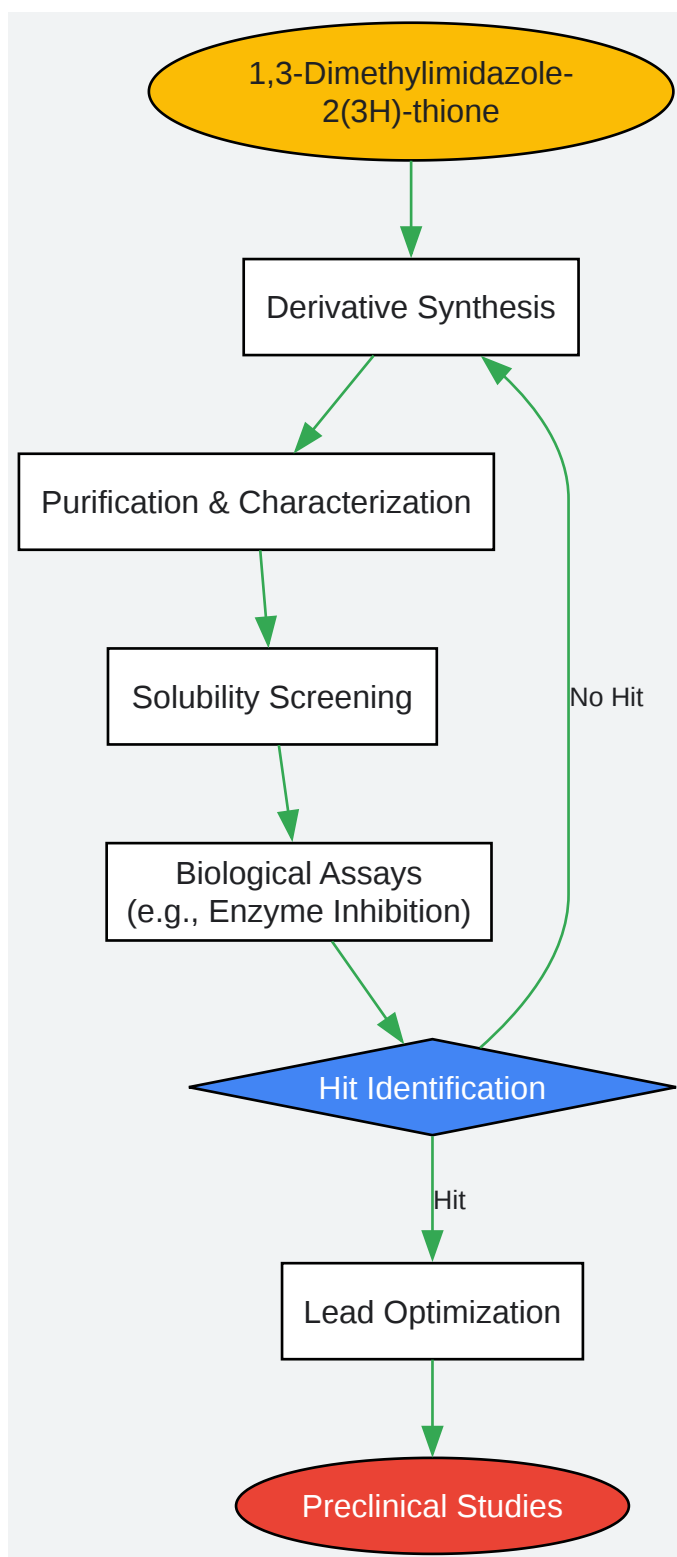 1,3-Dimethylimidazole-
2(3H)-thione
Derivative Synthesis
Purification & Characterization
Solubility Screening
No Hit
Biological Assays
(e.g., Enzyme Inhibition)
Hit Identification
Hit
Lead Optimization
Preclinical Studies